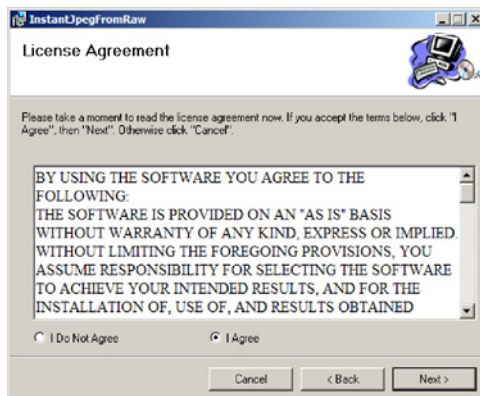 InstantJpegFromRaw
License Agreement
Please take a moment to read the license agreement now. If you accept the terms below, click "I
Agree", then "Next". Otherwise click "Cancel".
BY USING THE SOFTWARE YOU AGREE TO THE
FOLLOWING:
THE SOFTWARE IS PROVIDED ON AN "AS IS" BASIS
WITHOUT WARRANTY OF ANY KIND, EXPRESS OR IMPLIED.
WITHOUT LIMITING THE FOREGOING PROVISIONS, YOU
ASSUME RESPONSIBILITY FOR SELECTING THE SOFTWARE
TO ACHIEVE YOUR INTENDED RESULTS, AND FOR THE
INSTALLATION OF, USE OF, AND RESULTS OBTAINED
I Do Not Agree
I Agree
Cancel
< Back
Next >